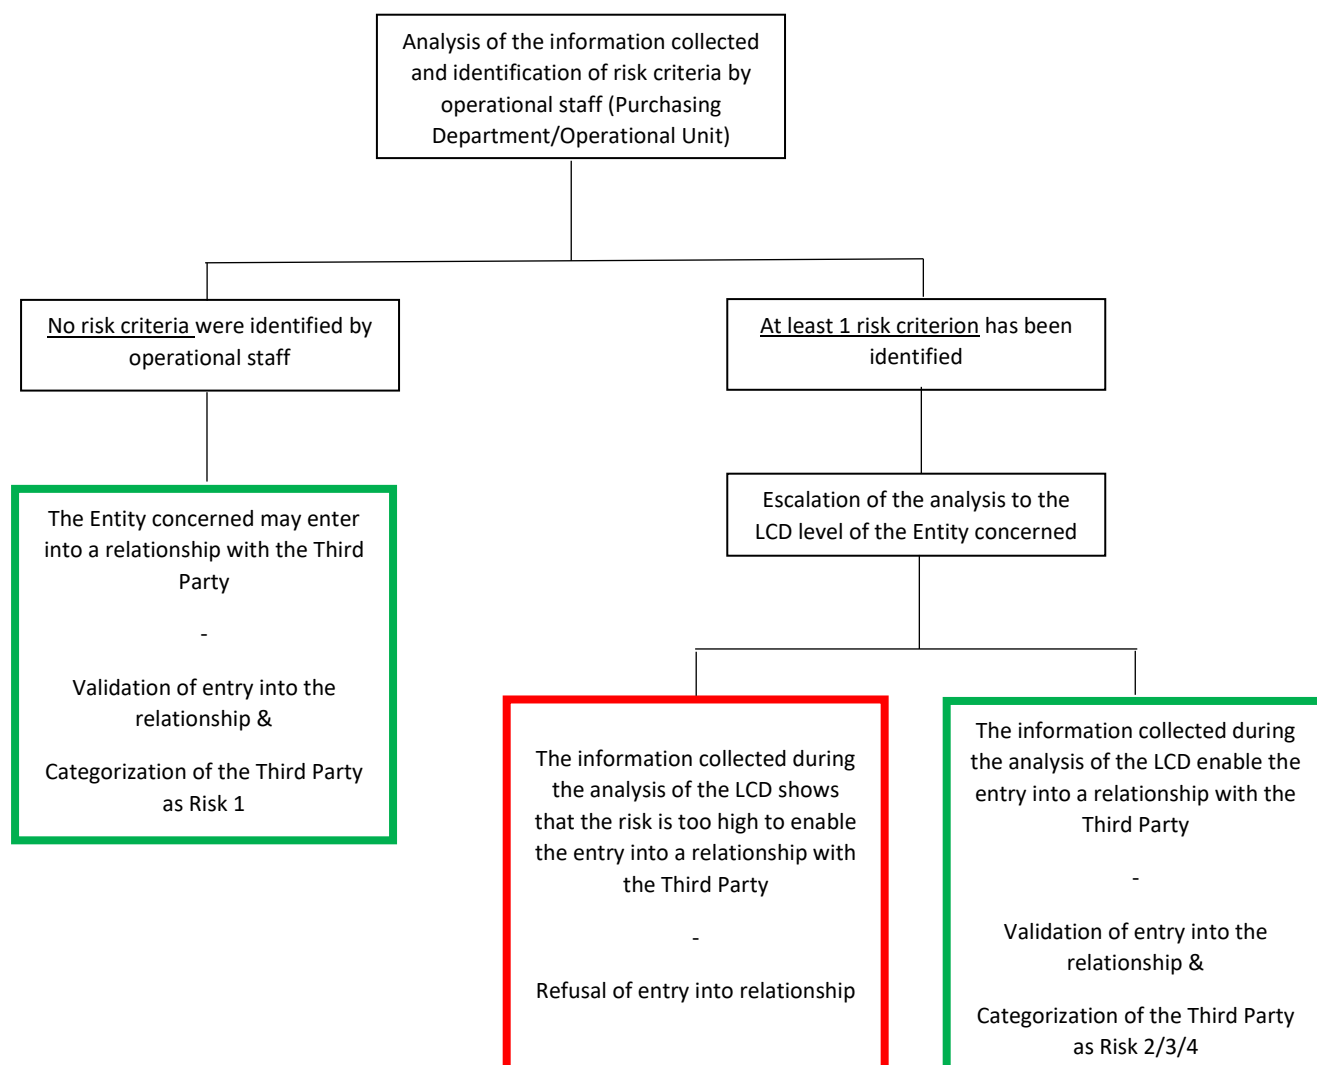 Analysis of the information collected
and identification of risk criteria by
operational staff (Purchasing
Department/Operational Unit)
No risk criteria were identified by
operational staff
At least 1 risk criterion has been
identified
The Entity concerned may enter
into a relationship with the Third
Party
-
Validation of entry into the
relationship &
Categorization of the Third Party
as Risk 1
Escalation of the analysis to the
LCD level of the Entity concerned
The information collected during
the analysis of the LCD shows
that the risk is too high to enable
the entry into a relationship with
the Third Party
-
Refusal of entry into relationship
The information collected during
the analysis of the LCD enable the
entry into a relationship with the
Third Party
-
Validation of entry into the
relationship &
Categorization of the Third Party
as Risk 2/3/4